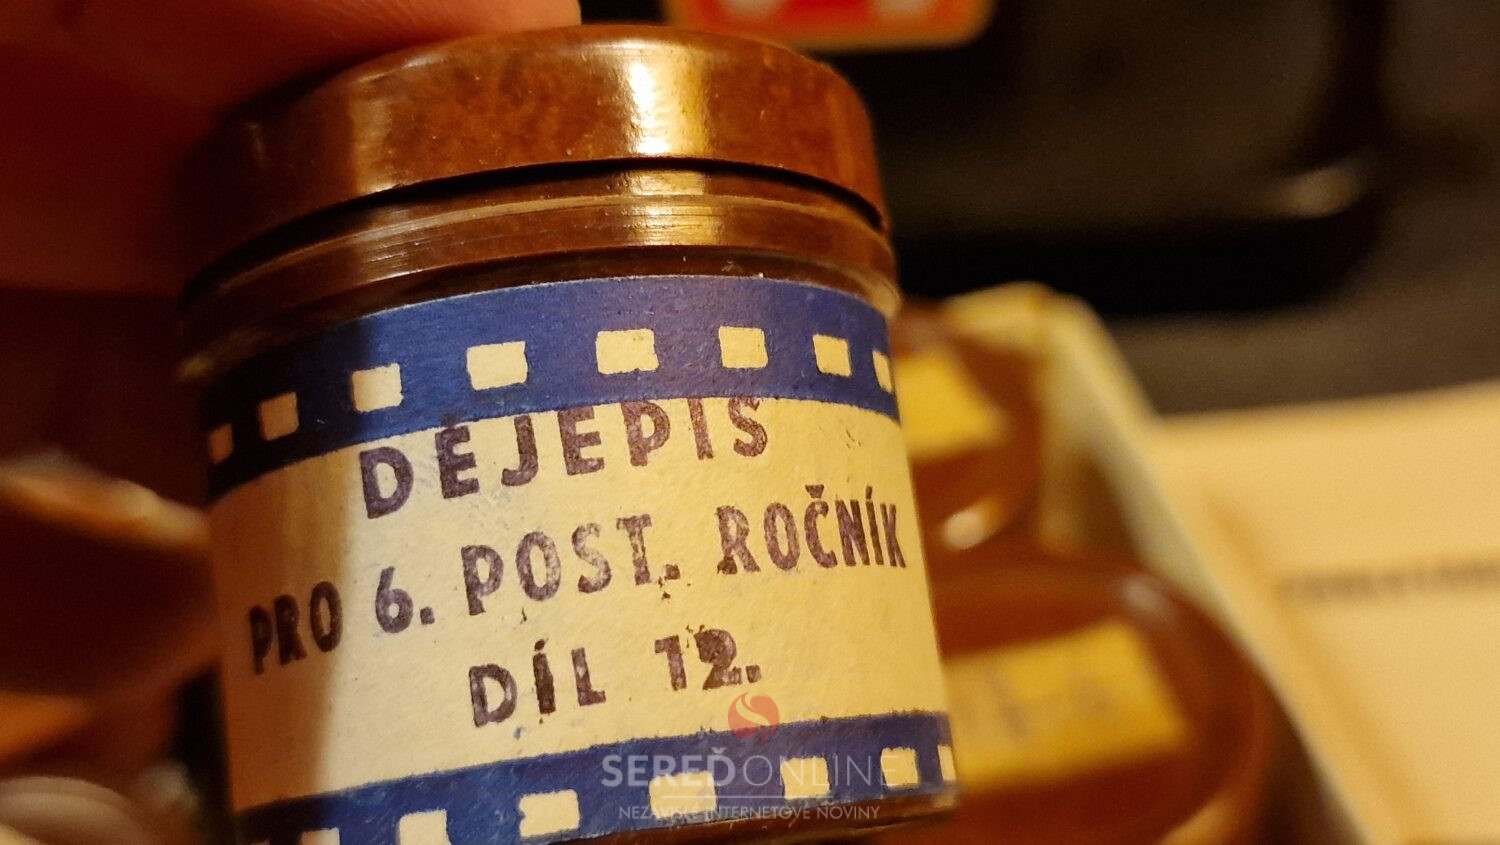 DĚJEPIS
PRO 6. POST. ROČNÍK
DÍL 12.
SEREĎONLINE
NEZÁVISLÉ INTERNETOVÉ NOVINY